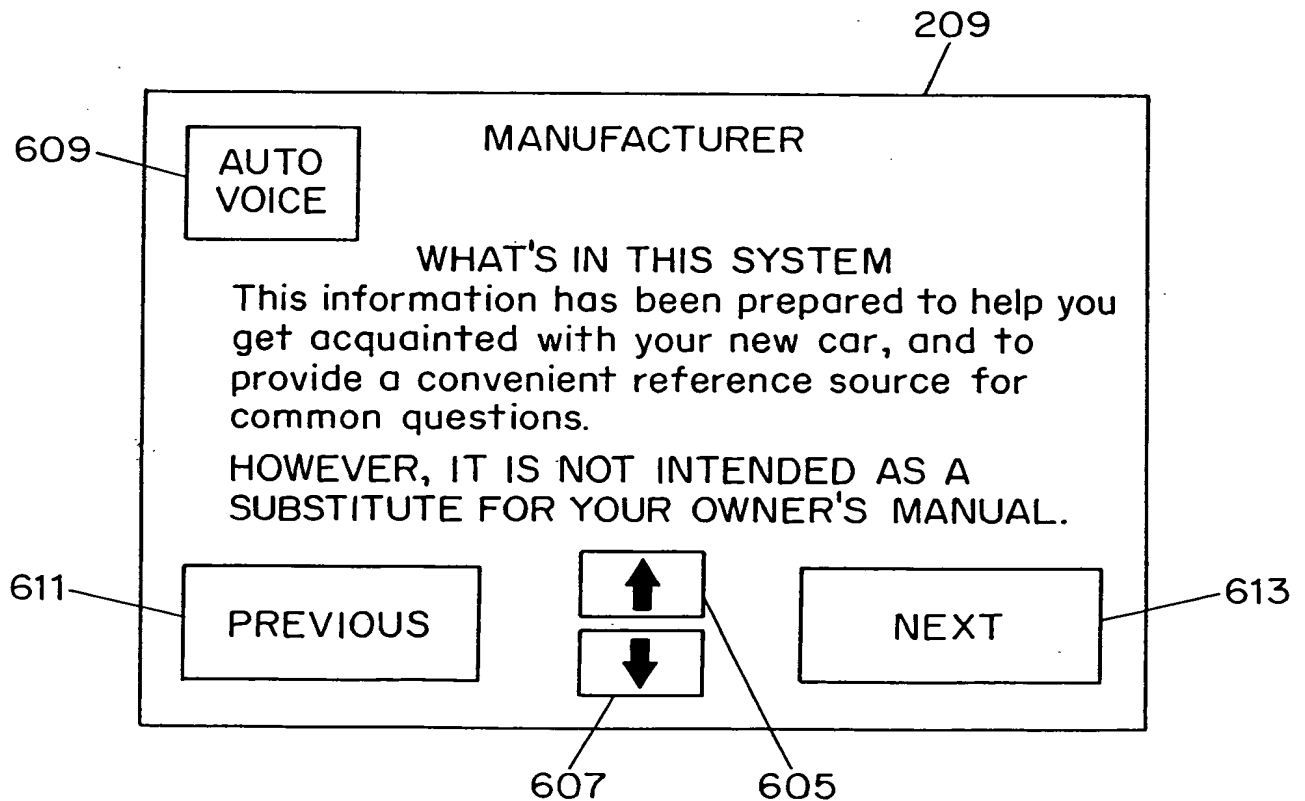 209
MANUFACTURER
609
AUTO
VOICE
WHAT'S IN THIS SYSTEM
This information has been prepared to help you
get acquainted with your new car, and to
provide a convenient reference source for
common questions.
HOWEVER, IT IS NOT INTENDED AS A
SUBSTITUTE FOR YOUR OWNER'S MANUAL.
611
PREVIOUS
NEXT
613
607
605